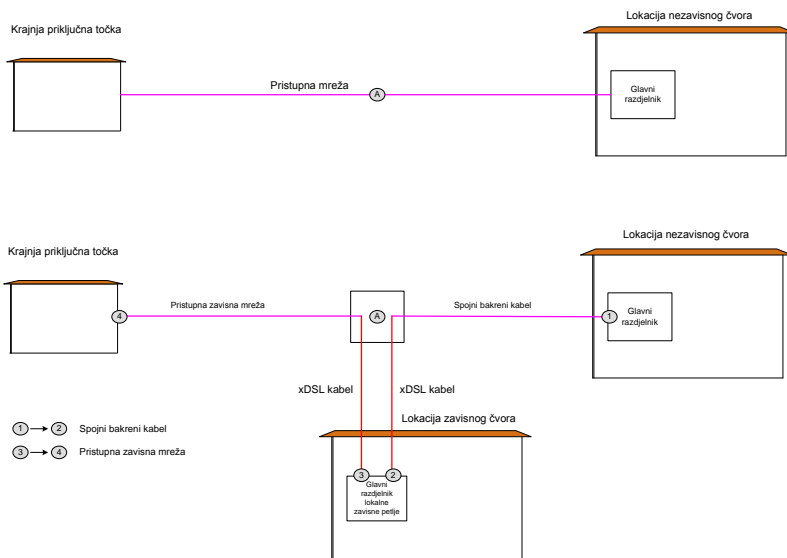 Lokacija nezavisnog čvora
Krajnja priključna točka
Pristupna mreža
A
Glavni
razdjelnik
Lokacija nezavisnog čvora
Krajnja priključna točka
Pristupna zavisna mreža
Spojni bakreni kabel
4
A
1
Glavni
razdjelnik
xDSL kabel
xDSL kabel
Lokacija zavisnog čvora
1 2 Spojni bakreni kabel
3 4 Pristupna zavisna mreža
3
2
Glavni
razdjelnik
lokalne
zavisne petlje